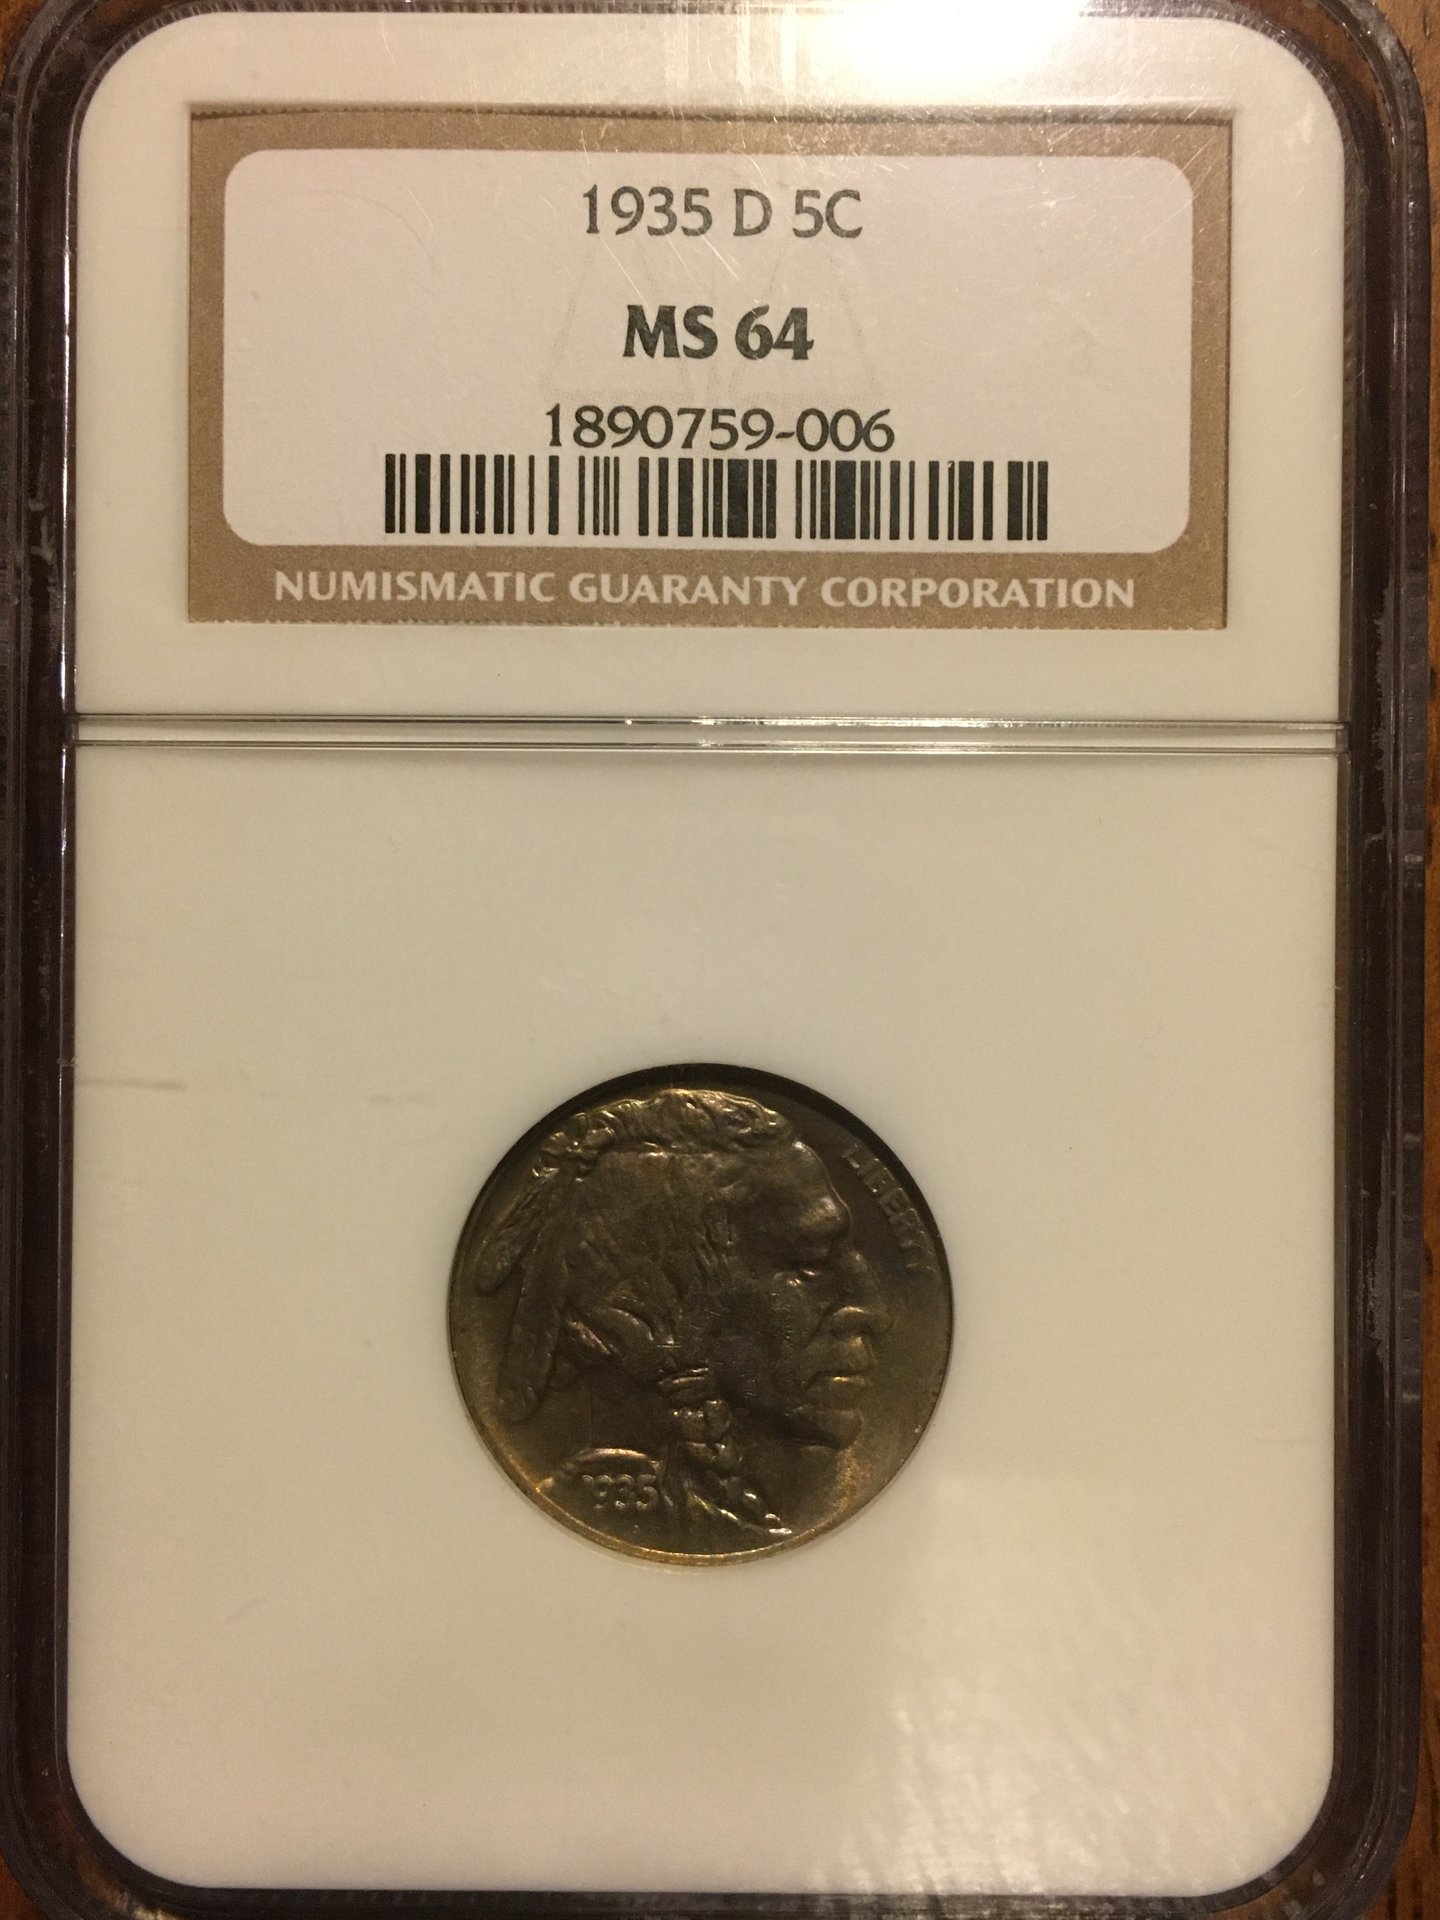 1935 D 5C
MS 64
1890759-006
NUMISMATIC GUARANTY CORPORATION
LIBERTY
1935